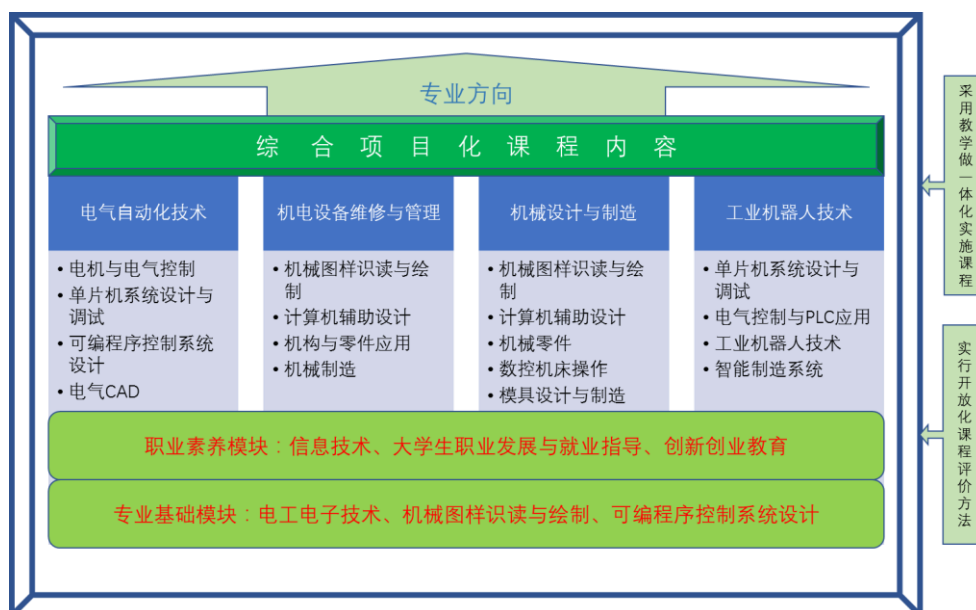 专业方向
综合项目化课程内容
电气自动化技术
• 电机与电气控制
• 单片机系统设计与
调试
• 可编程序控制系统
设计
• 电气CAD
机电设备维修与管理
• 机械图样识读与绘
制
• 计算机辅助设计
• 机构与零件应用
• 机械制造
机械设计与制造
• 机械图样识读与绘
制
• 计算机辅助设计
• 机械零件
• 数控机床操作
• 模具设计与制造
工业机器人技术
• 单片机系统设计与
调试
• 电气控制与PLC应用
• 工业机器人技术
• 智能制造系统
职业素养模块：信息技术、大学生职业发展与就业指导、创新创业教育
专业基础模块：电工电子技术、机械图样识读与绘制、可编程序控制系统设计
采用教学做一体化实施课程
实行开放化课程评价方法